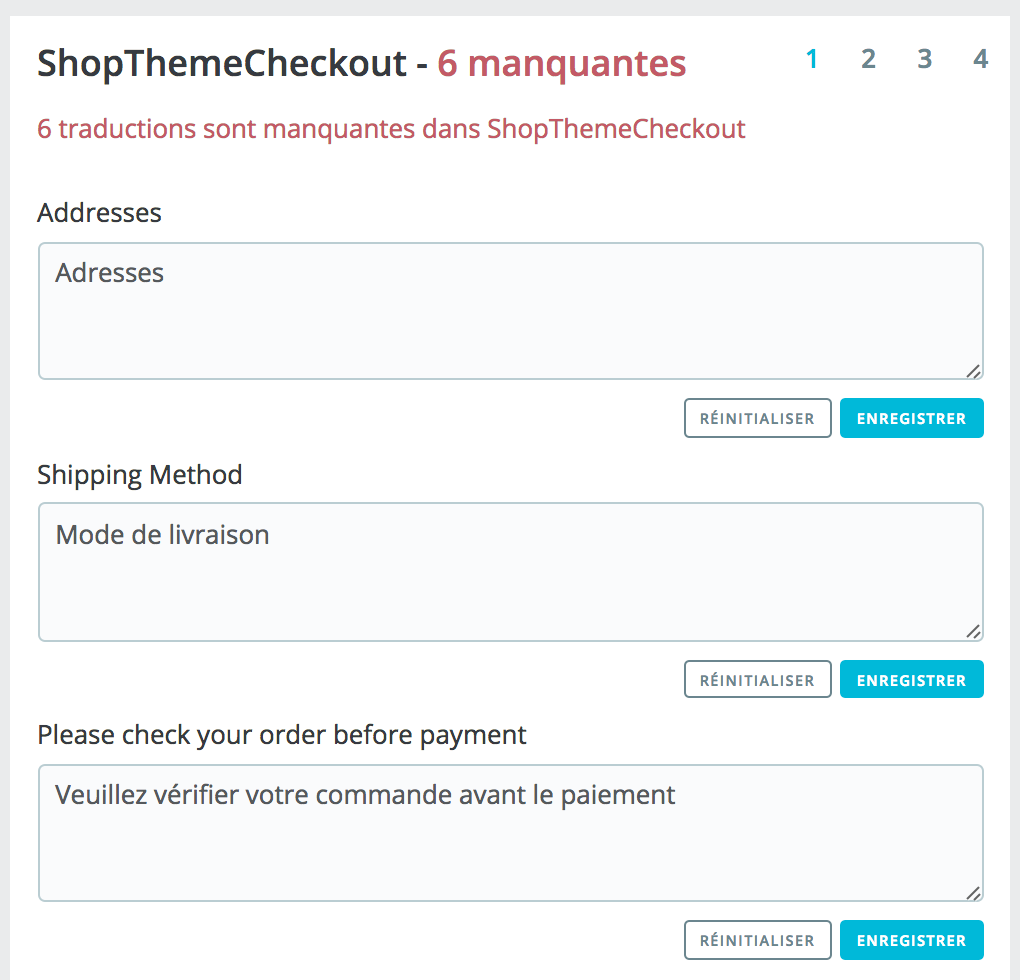 ShopThemeCheckout - 6 manquantes 1 2 3 4
6 traductions sont manquantes dans ShopThemeCheckout
Addresses
Adresses
RÉINITIALISER ENREGISTRER
Shipping Method
Mode de livraison
RÉINITIALISER ENREGISTRER
Please check your order before payment
Veuillez vérifier votre commande avant le paiement
RÉINITIALISER ENREGISTRER